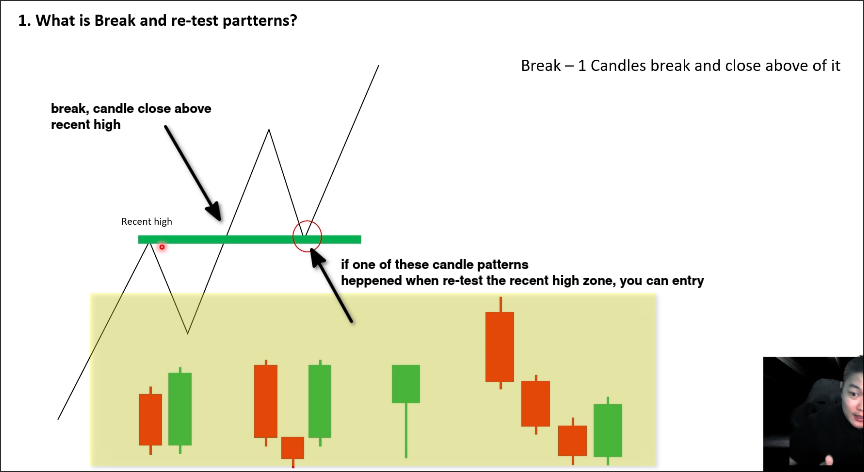 1. What is Break and re-test partterns?
Break – 1 Candles break and close above of it
break, candle close above
recent high
Recent high
if one of these candle patterns
heppened when re-test the recent high zone, you can entry